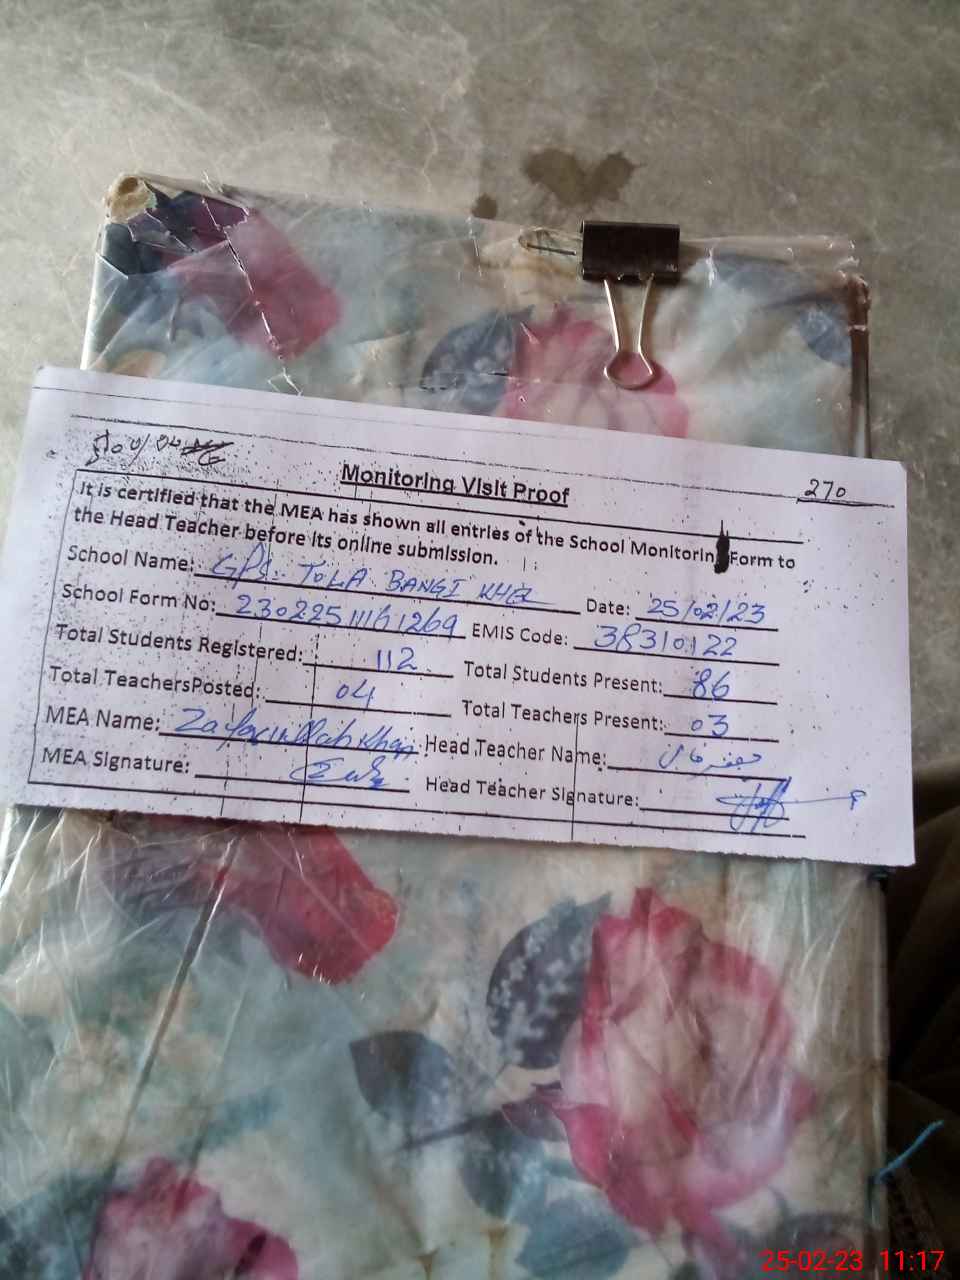 270
Monitoring Visit Proof
It is certified that the MEA has shown all entries of the School Monitoring Form to
the Head Teacher before its online submission.
School Name: GPS. TOLA BANGI KHEL Date: 25/02/23
School Form No: EMIS Code: 38310122
Total Students Registered: 112 Total Students Present: 86
Total TeachersPosted: 04 Total Teachers Present: 03
MEA Name: Zafarullah Khan Head Teacher Name:
MEA Signature: Head Teacher Signature:
25-02-23 11:17